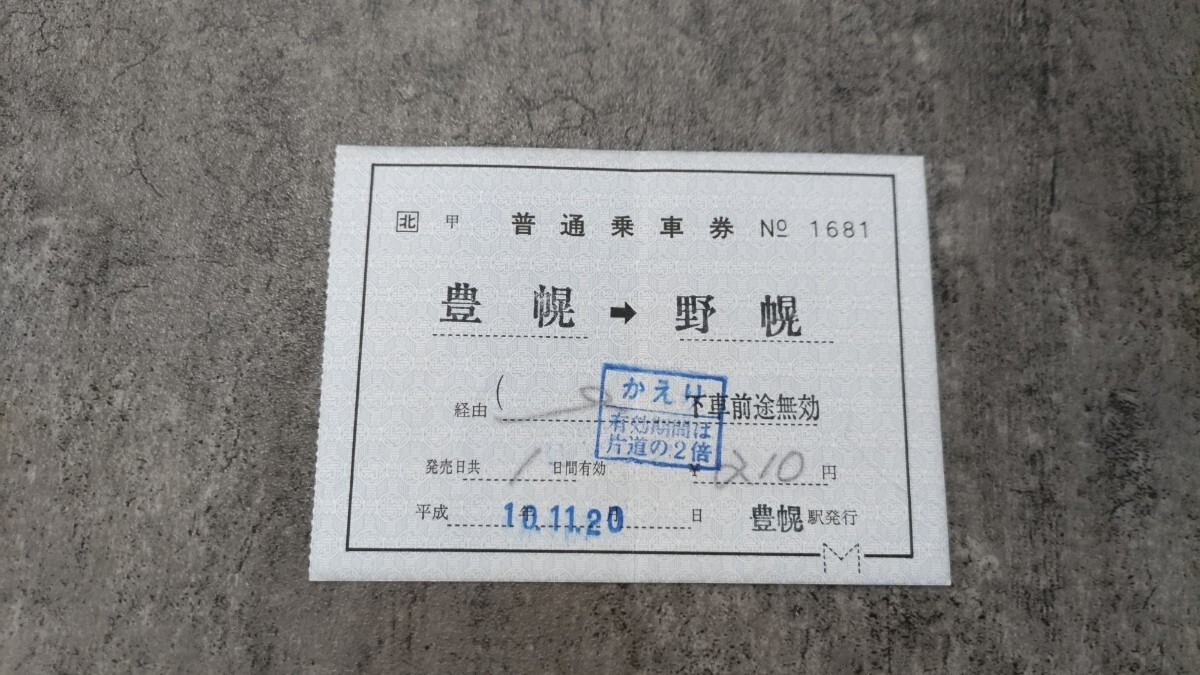 北 甲 普通乗車券 № 1681
豊幌 ➡ 野幌
かえり
経由 ( 下車前途無効
有効期間は
片道の2倍
発売日共 1 日間有効 ¥ 210 円
平成 10.11.20 年 月 日 豊幌駅発行